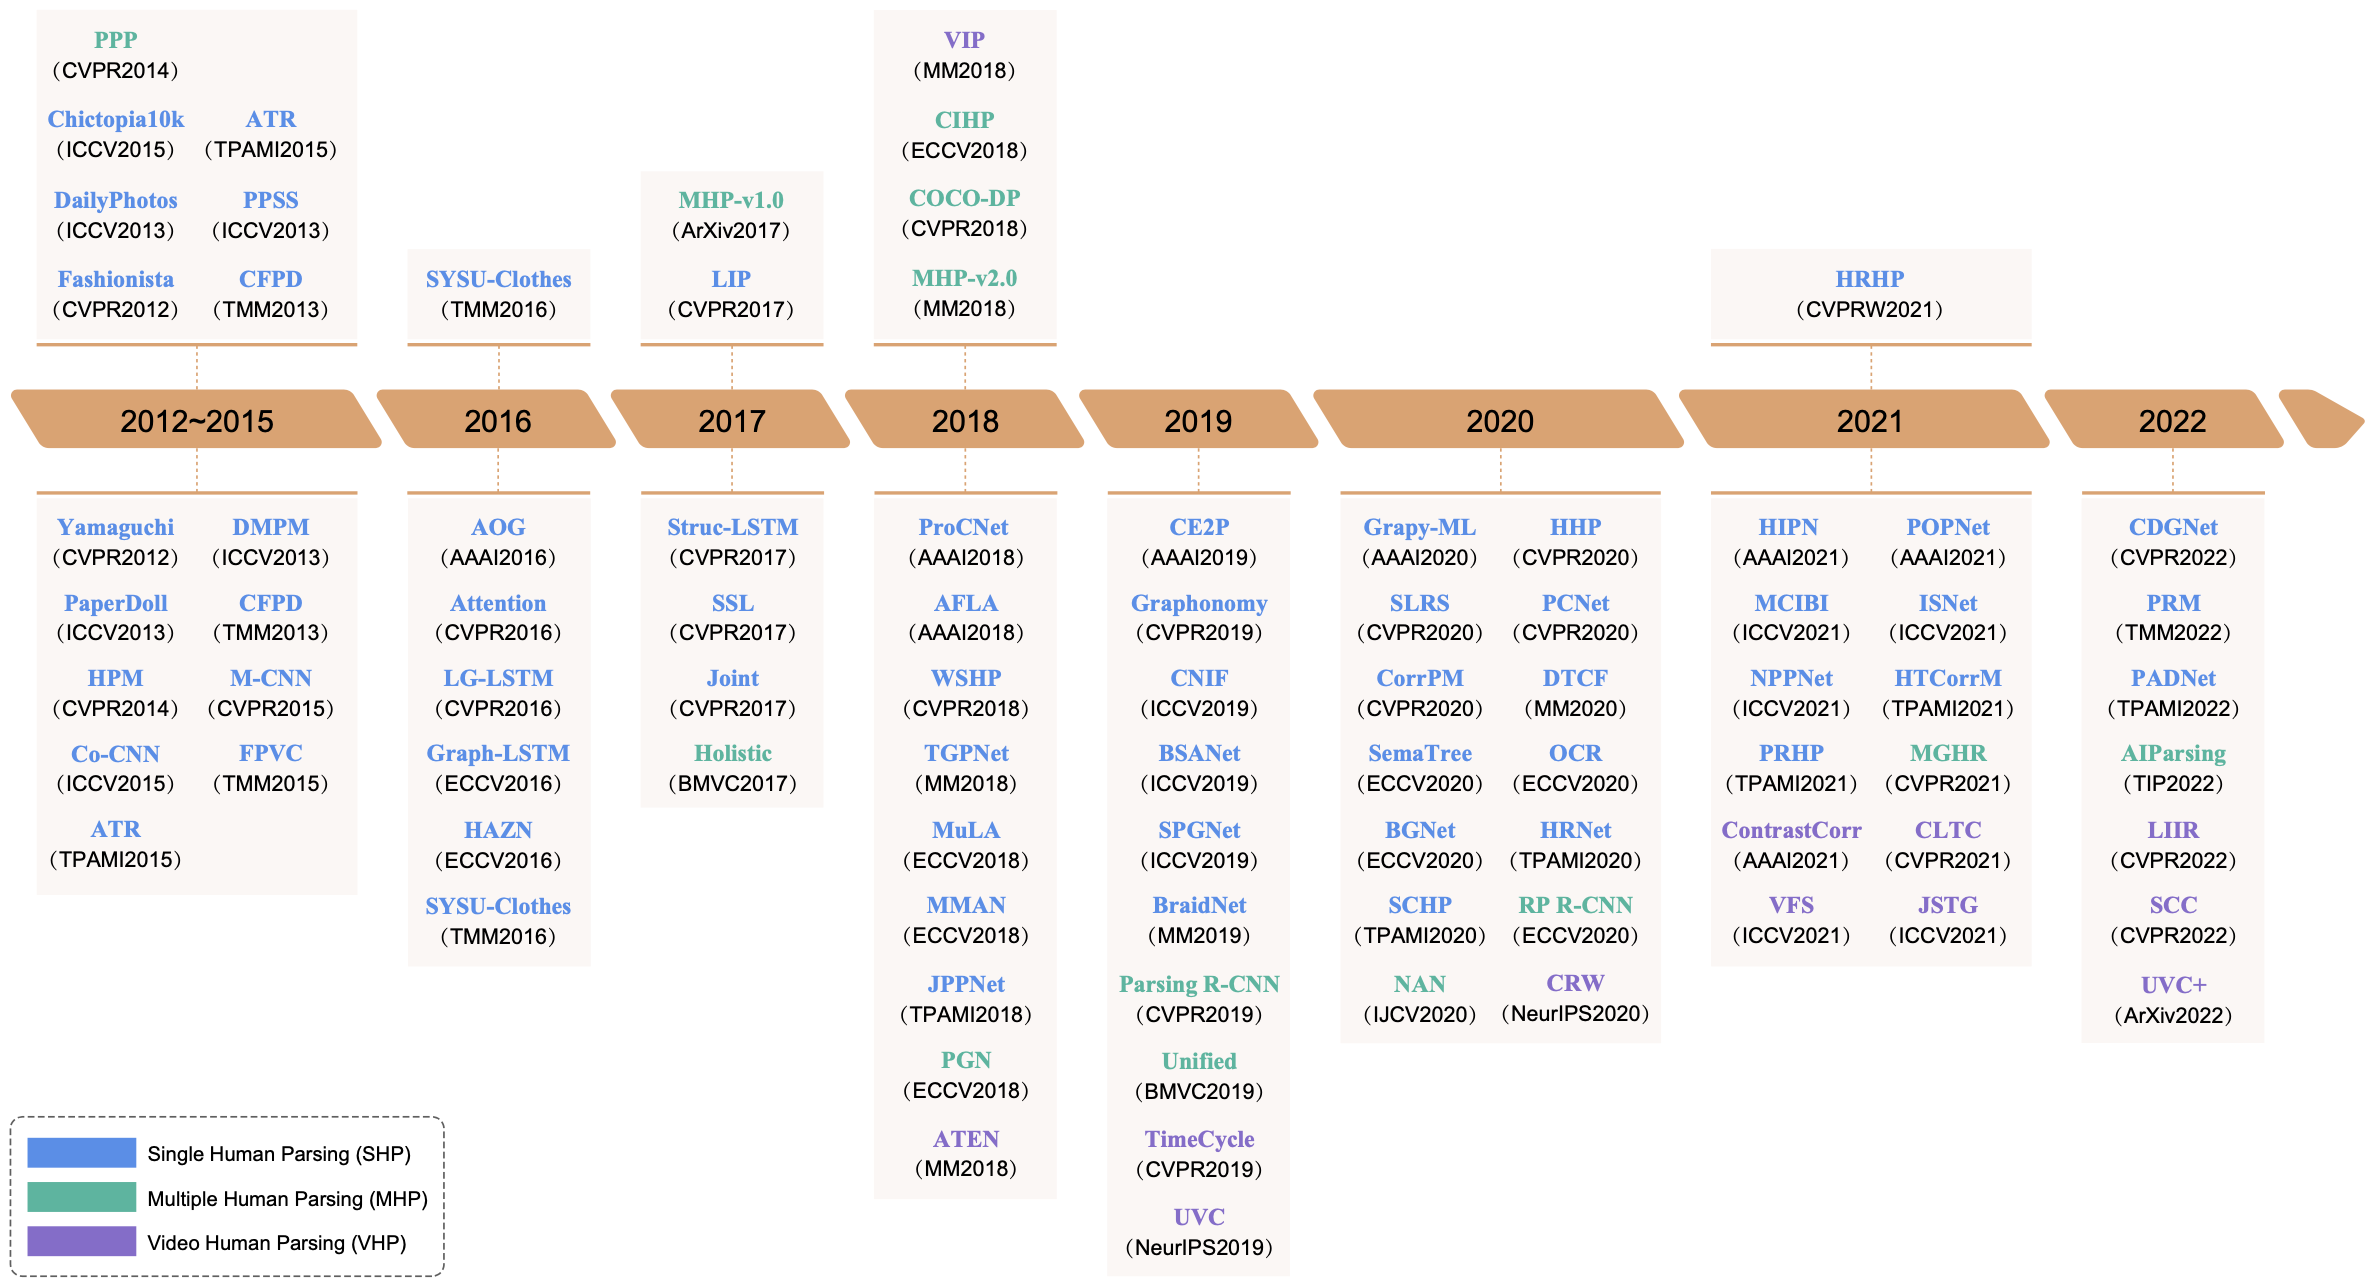 PPP
（CVPR2014）
Chictopia10k
（ICCV2015）
ATR
（TPAMI2015）
DailyPhotos
（ICCV2013）
PPSS
（ICCV2013）
Fashionista
（CVPR2012）
CFPD
（TMM2013）
SYSU-Clothes
（TMM2016）
MHP-v1.0
（ArXiv2017）
LIP
（CVPR2017）
VIP
（MM2018）
CIHP
（ECCV2018）
COCO-DP
（CVPR2018）
MHP-v2.0
（MM2018）
HRHP
（CVPRW2021）
2012~2015
2016
2017
2018
2019
2020
2021
2022
Yamaguchi
（CVPR2012）
DMPM
（ICCV2013）
PaperDoll
（ICCV2013）
CFPD
（TMM2013）
HPM
（CVPR2014）
M-CNN
（CVPR2015）
Co-CNN
（ICCV2015）
FPVC
（TMM2015）
ATR
（TPAMI2015）
AOG
（AAAI2016）
Attention
（CVPR2016）
LG-LSTM
（CVPR2016）
Graph-LSTM
（ECCV2016）
HAZN
（ECCV2016）
SYSU-Clothes
（TMM2016）
Struc-LSTM
（CVPR2017）
SSL
（CVPR2017）
Joint
（CVPR2017）
Holistic
（BMVC2017）
ProCNet
（AAAI2018）
AFLA
（AAAI2018）
WSHP
（CVPR2018）
TGPNet
（MM2018）
MuLA
（ECCV2018）
MMAN
（ECCV2018）
JPPNet
（TPAMI2018）
PGN
（ECCV2018）
ATEN
（MM2018）
CE2P
（AAAI2019）
Graphonomy
（CVPR2019）
CNIF
（ICCV2019）
BSANet
（ICCV2019）
SPGNet
（ICCV2019）
BraidNet
（MM2019）
Parsing R-CNN
（CVPR2019）
Unified
（BMVC2019）
TimeCycle
（CVPR2019）
UVC
（NeurIPS2019）
Grapy-ML
（AAAI2020）
HHP
（CVPR2020）
SLRS
（CVPR2020）
PCNet
（CVPR2020）
CorrPM
（CVPR2020）
DTCF
（MM2020）
SemaTree
（ECCV2020）
OCR
（ECCV2020）
BGNet
（ECCV2020）
HRNet
（TPAMI2020）
SCHP
（TPAMI2020）
RP R-CNN
（ECCV2020）
NAN
（IJCV2020）
CRW
（NeurIPS2020）
HIPN
（AAAI2021）
POPNet
（AAAI2021）
MCIBI
（ICCV2021）
ISNet
（ICCV2021）
NPPNet
（ICCV2021）
HTCorrM
（TPAMI2021）
PRHP
（TPAMI2021）
MGHR
（CVPR2021）
ContrastCorr
（AAAI2021）
CLTC
（CVPR2021）
VFS
（ICCV2021）
JSTG
（ICCV2021）
CDGNet
（CVPR2022）
PRM
（TMM2022）
PADNet
（TPAMI2022）
AIParsing
（TIP2022）
LIIR
（CVPR2022）
SCC
（CVPR2022）
UVC+
（ArXiv2022）
Single Human Parsing (SHP)
Multiple Human Parsing (MHP)
Video Human Parsing (VHP)